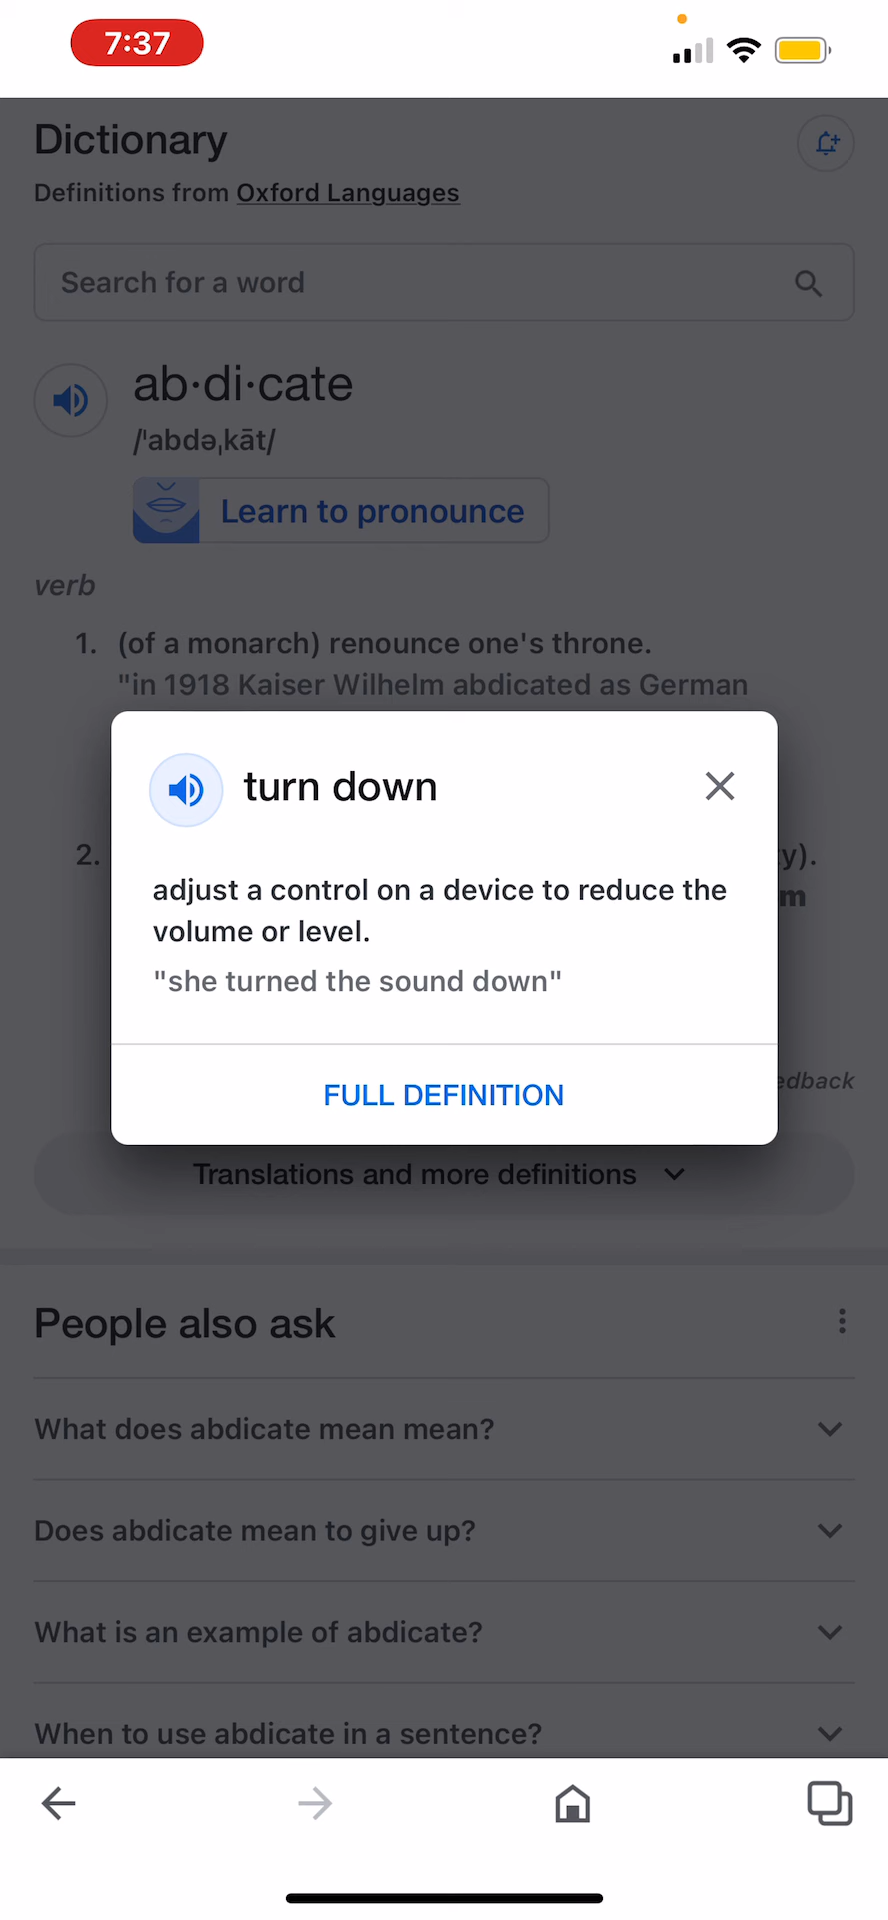 7:37
Dictionary
Definitions from Oxford Languages
Search for a word
ab·di·cate
/ˈabdəˌkāt/
Learn to pronounce
verb
1. (of a monarch) renounce one's throne.
"in 1918 Kaiser Wilhelm abdicated as German
turn down
2.
y).
adjust a control on a device to reduce the
m
volume or level.
"she turned the sound down"
edback
FULL DEFINITION
Translations and more definitions
People also ask
What does abdicate mean mean?
Does abdicate mean to give up?
What is an example of abdicate?
When to use abdicate in a sentence?